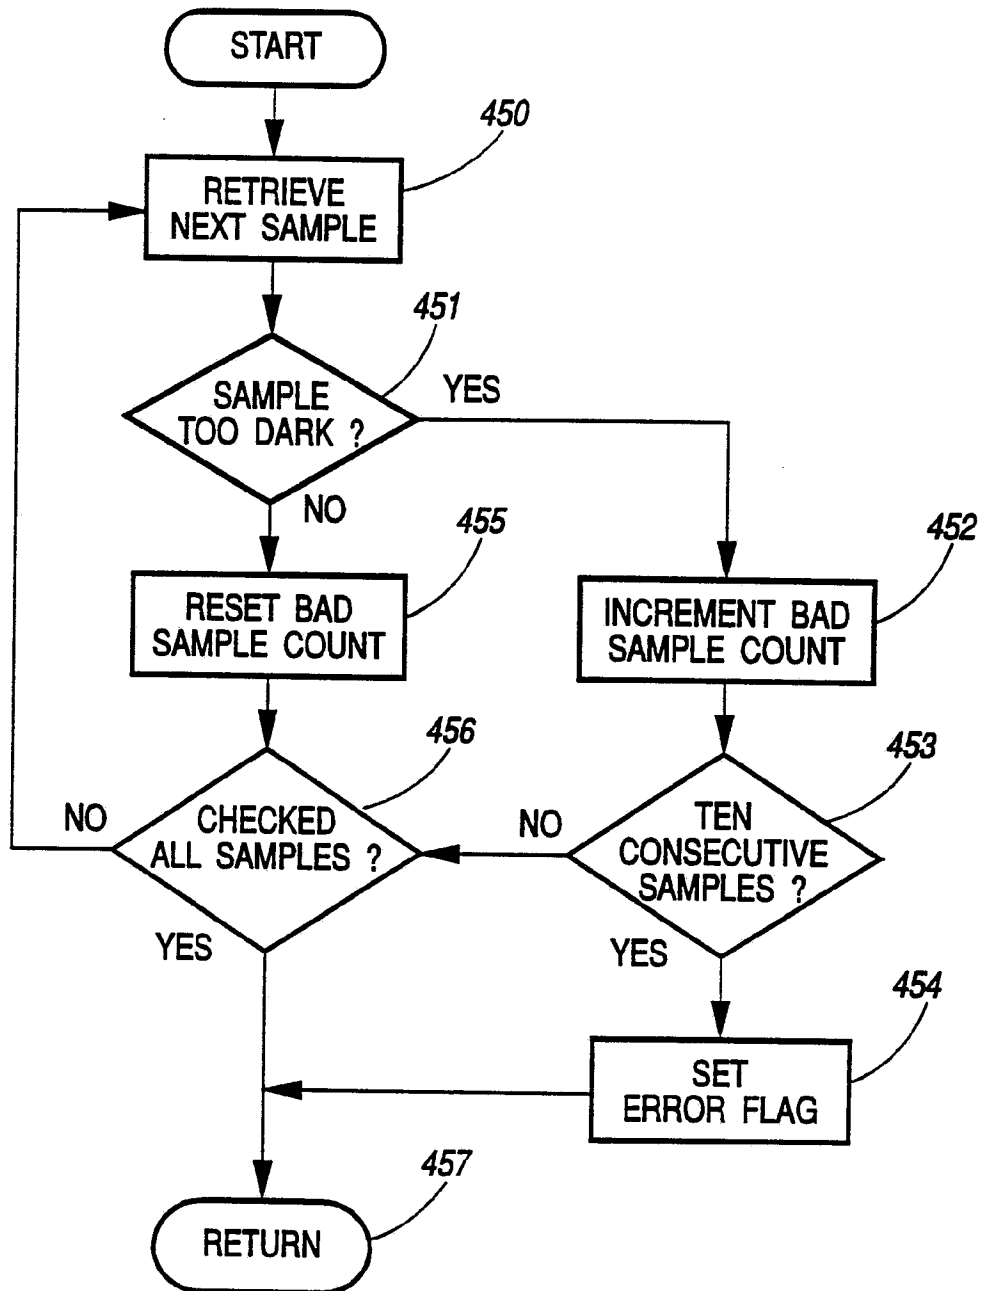 START
450
RETRIEVE
NEXT SAMPLE
451
SAMPLE
TOO DARK ?
YES
NO
455
RESET BAD
SAMPLE COUNT
452
INCREMENT BAD
SAMPLE COUNT
456
CHECKED
ALL SAMPLES ?
NO
YES
453
TEN
CONSECUTIVE
SAMPLES ?
NO
YES
454
SET
ERROR FLAG
457
RETURN